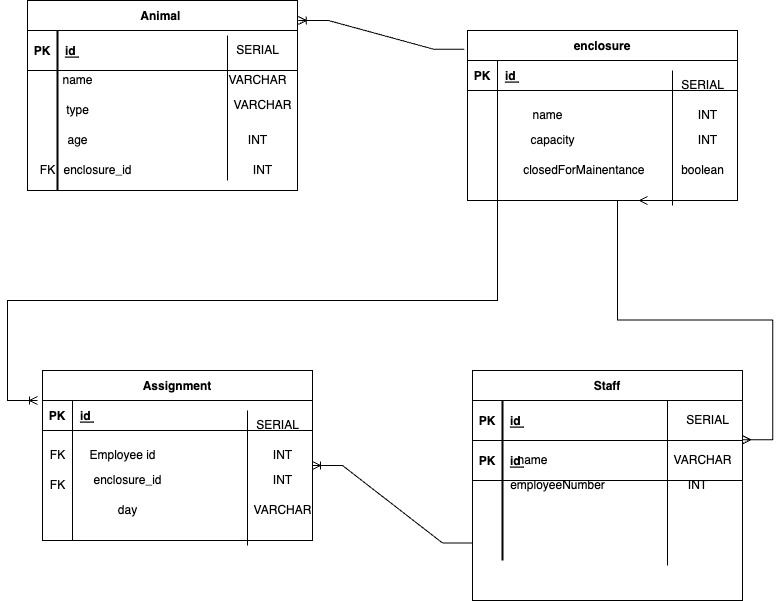 Animal
PK id SERIAL
name VARCHAR
type VARCHAR
age INT
FK enclosure_id INT
enclosure
PK id SERIAL
name INT
capacity INT
closedForMainentance boolean
Assignment
PK id SERIAL
FK Employee id INT
FK enclosure_id INT
day VARCHAR
Staff
PK id SERIAL
PK id name VARCHAR
employeeNumber INT